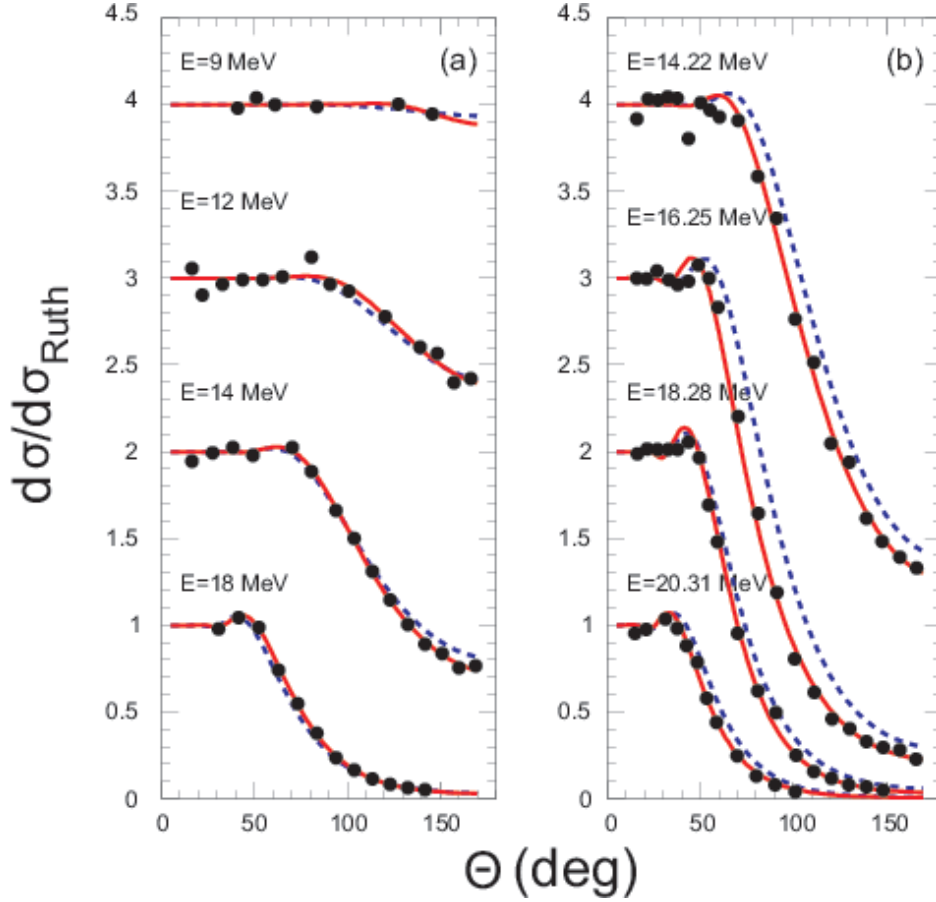 4.5
E=9 MeV
(a)
E=14.22 MeV
(b)
4
3.5
E=12 MeV
E=16.25 MeV
3
2.5
E=14 MeV
E=18.28 MeV
2
1.5
E=18 MeV
E=20.31 MeV
1
0.5
0
dσ/dσRuth
0 50 100 150
0 50 100 150
Θ (deg)